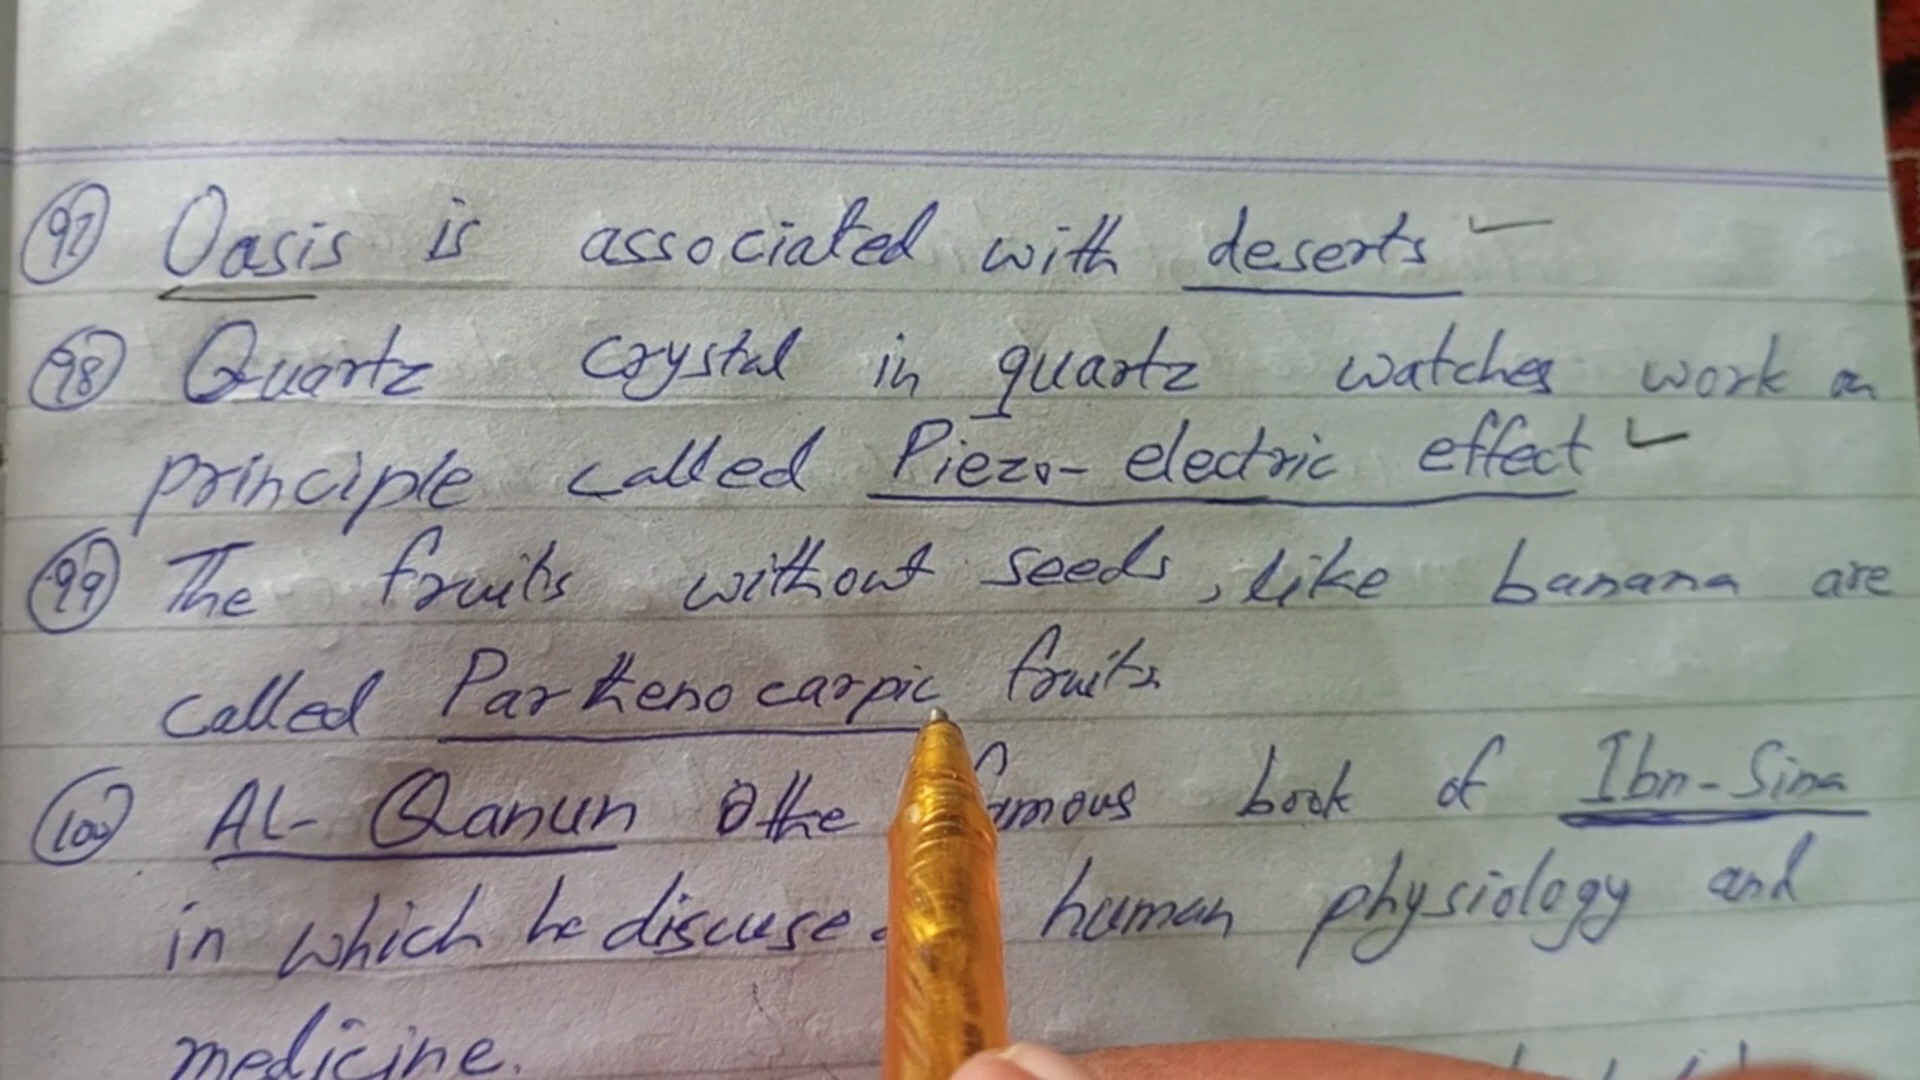 97 Oasis is associated with deserts
98 Quartz crystal in quartz watches work on
principle called Piezo-electric effect
99 The fruits without seeds, like banana are
called Parthenocarpic fruits.
100 Al-Qanun the famous book of Ibn-Sina
in which he discuse human physiology and
medicine.